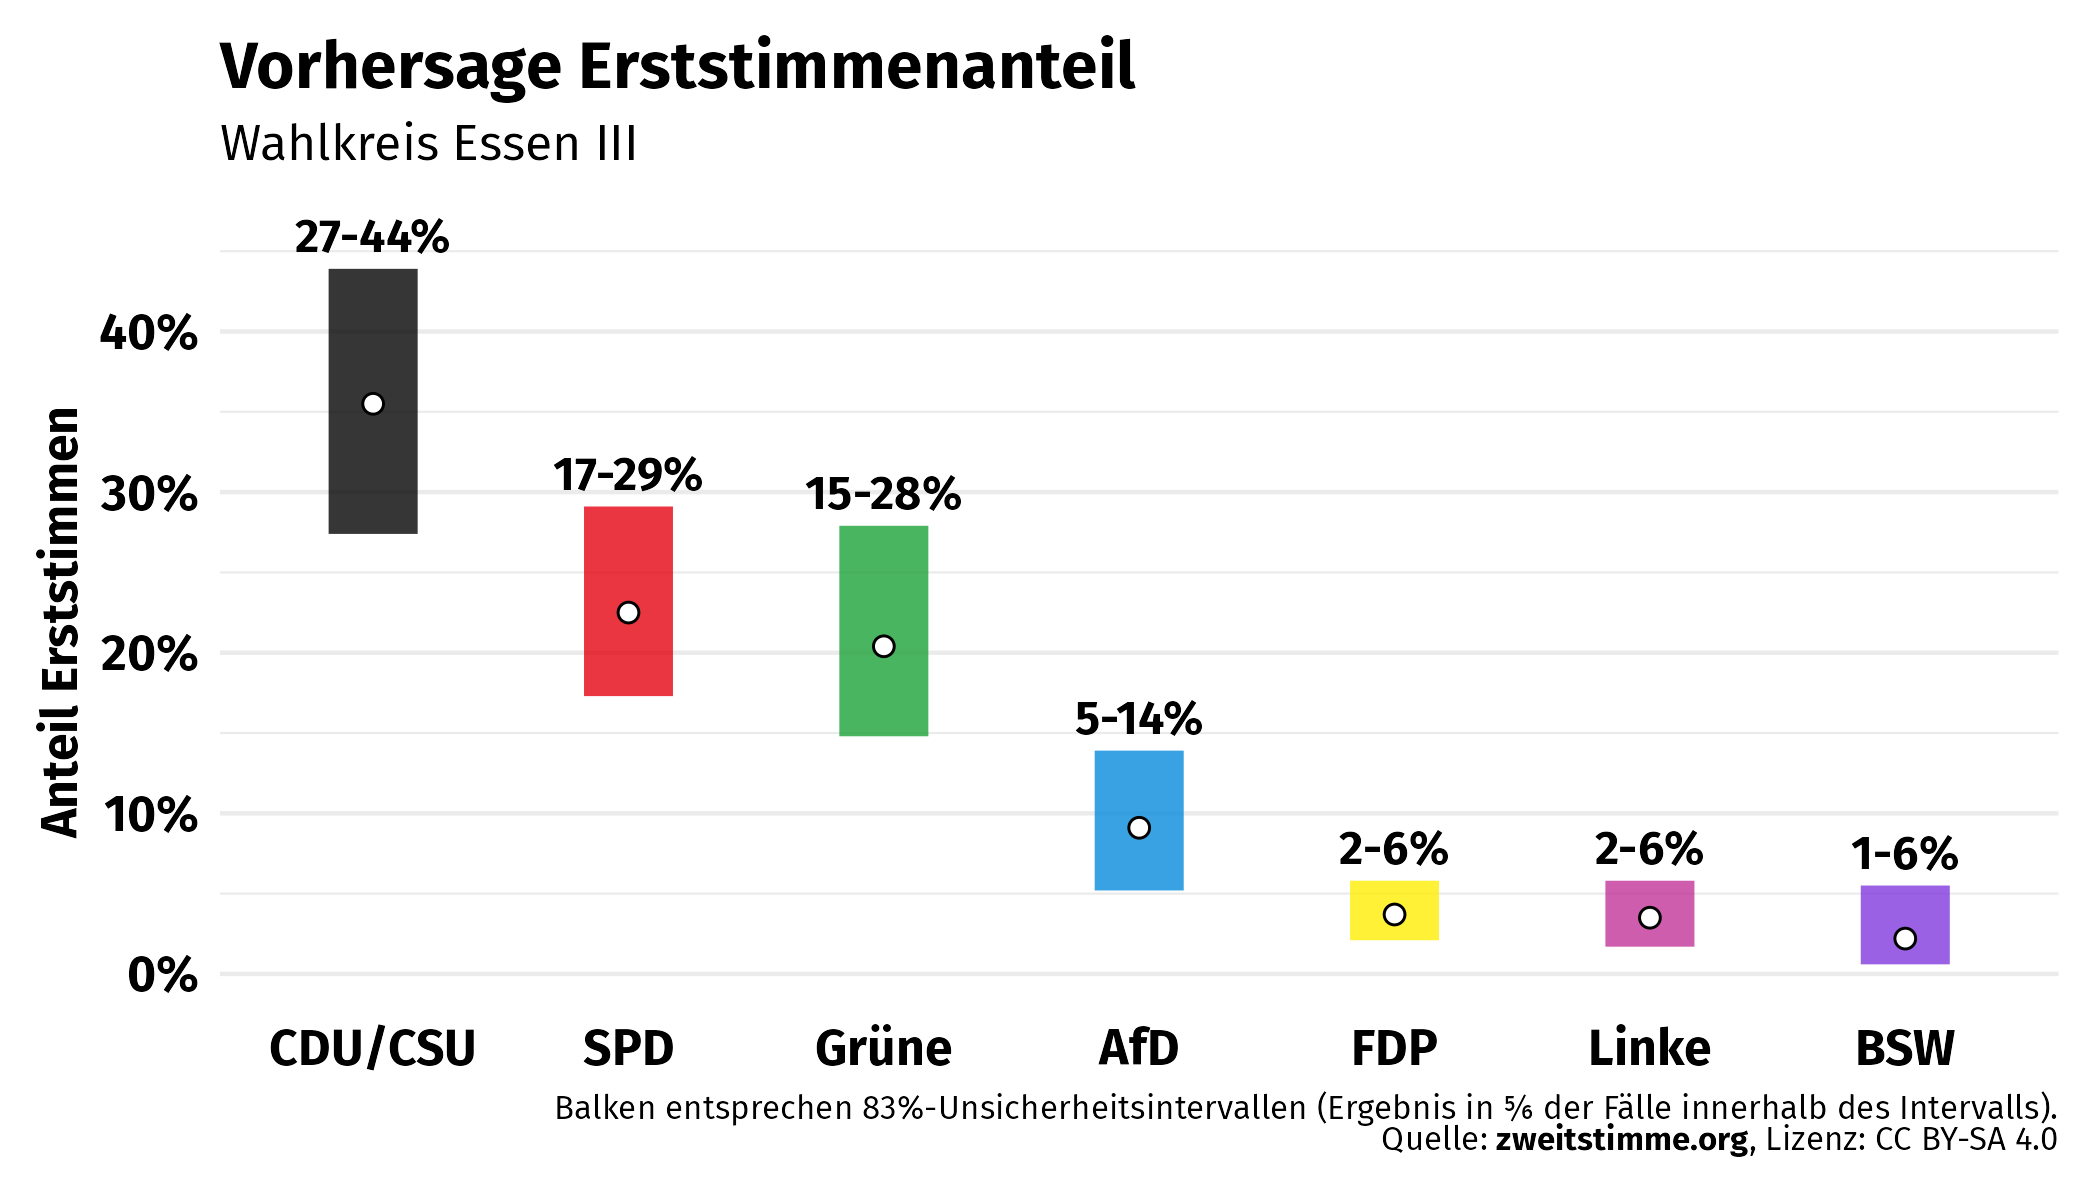 Vorhersage Erststimmenanteil
Wahlkreis Essen III
Anteil Erststimmen
40%
30%
20%
10%
0%
27-44%
17-29%
15-28%
5-14%
2-6%
2-6%
1-6%
CDU/CSU
SPD
Grüne
AfD
FDP
Linke
BSW
Balken entsprechen 83%-Unsicherheitsintervallen (Ergebnis in ⅚ der Fälle innerhalb des Intervalls).
Quelle: zweitstimme.org, Lizenz: CC BY-SA 4.0